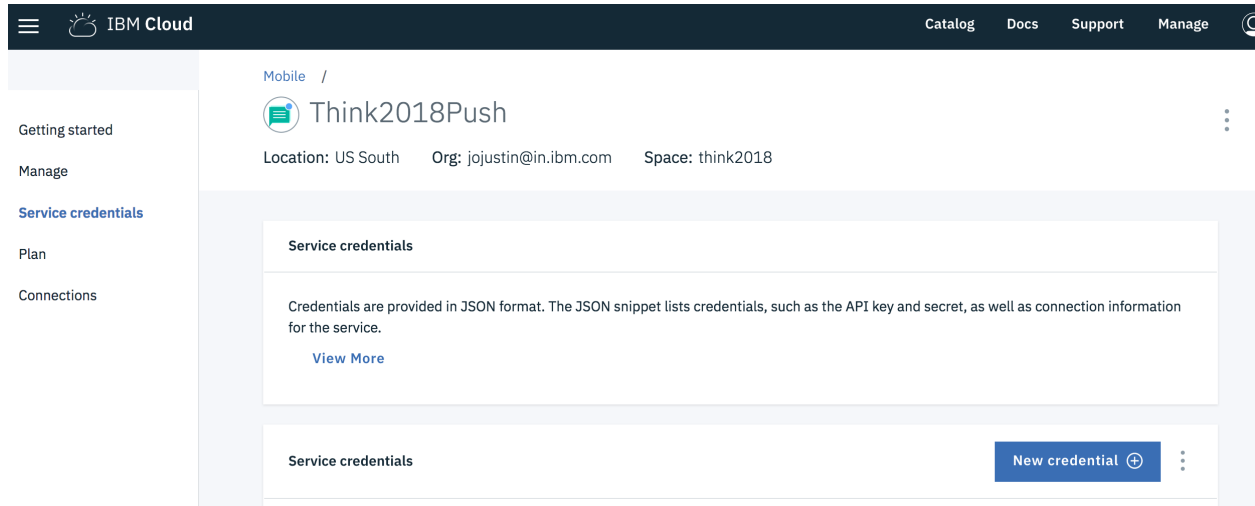 IBM Cloud
Catalog Docs Support Manage
Mobile /
Think2018Push
Location: US South Org: jojustin@in.ibm.com Space: think2018
Getting started
Manage
Service credentials
Plan
Connections
Service credentials
Credentials are provided in JSON format. The JSON snippet lists credentials, such as the API key and secret, as well as connection information
for the service.
View More
Service credentials
New credential